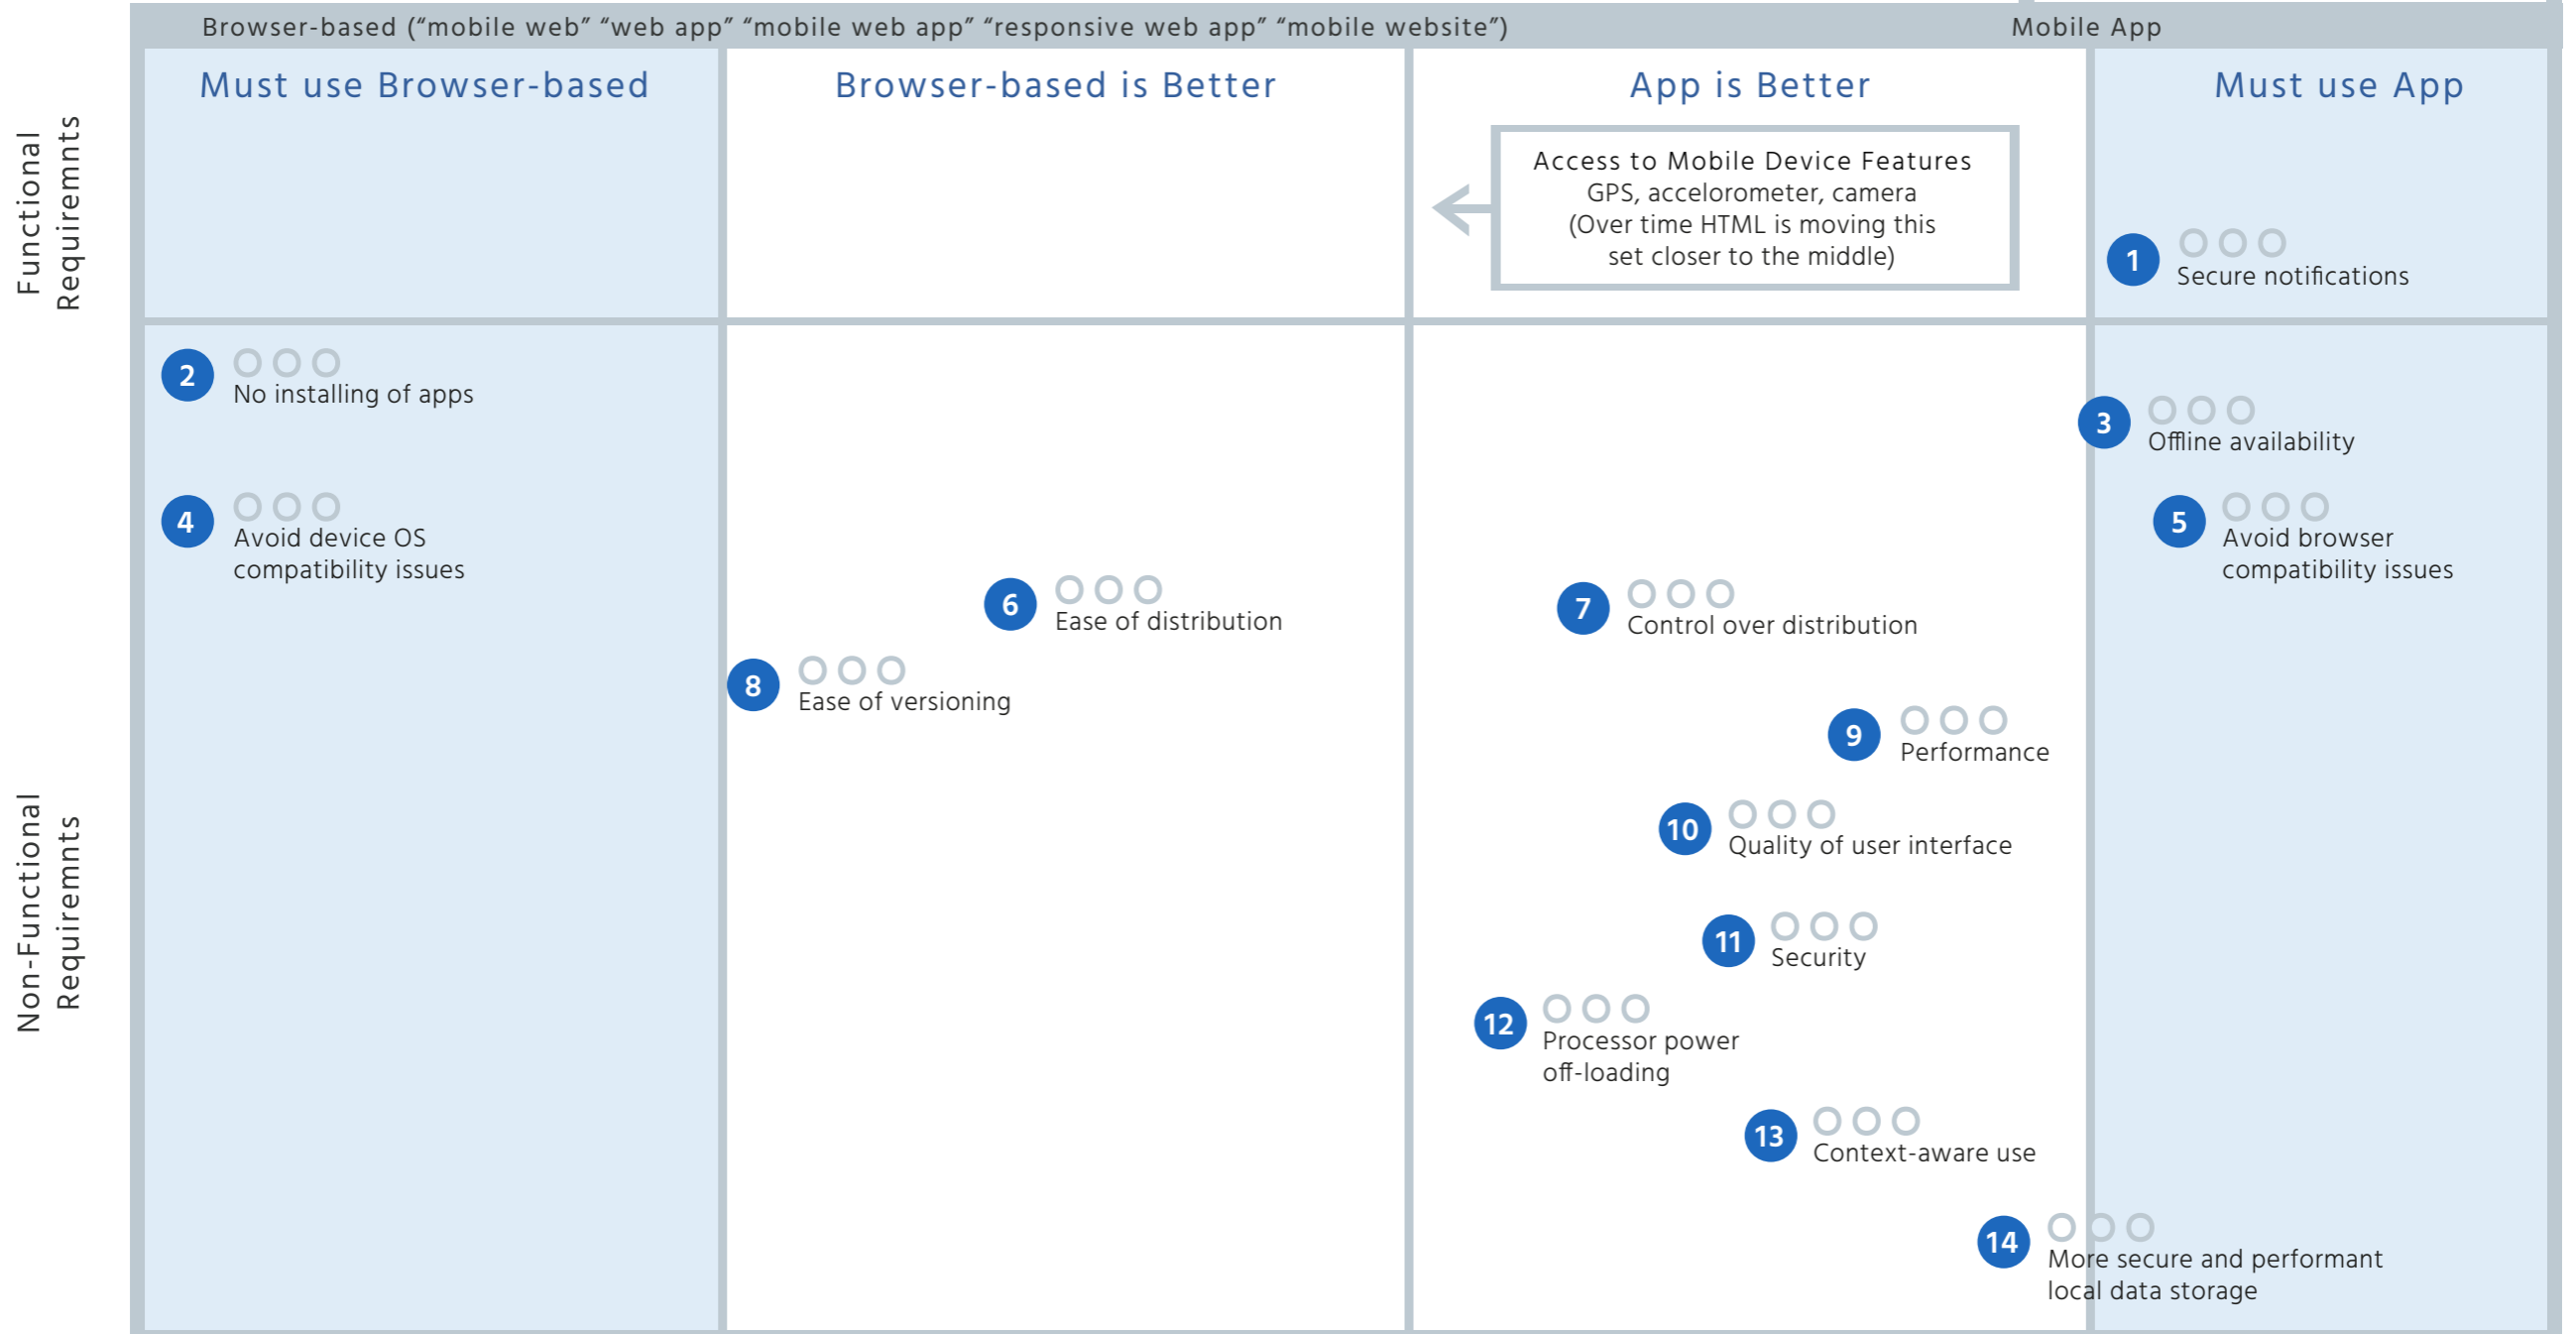 Browser-based (“mobile web” “web app” “mobile web app” “responsive web app” “mobile website”)
Mobile App
Must use Browser-based
Browser-based is Better
App is Better
Must use App
Functional
Requiremnts
Access to Mobile Device Features
GPS, accelorometer, camera
(Over time HTML is moving this
set closer to the middle)
1
Secure notifications
Non-Functional
Requiremnts
2
No installing of apps
3
Offline availability
4
Avoid device OS
compatibility issues
5
Avoid browser
compatibility issues
6
Ease of distribution
7
Control over distribution
8
Ease of versioning
9
Performance
10
Quality of user interface
11
Security
12
Processor power
off-loading
13
Context-aware use
14
More secure and performant
local data storage